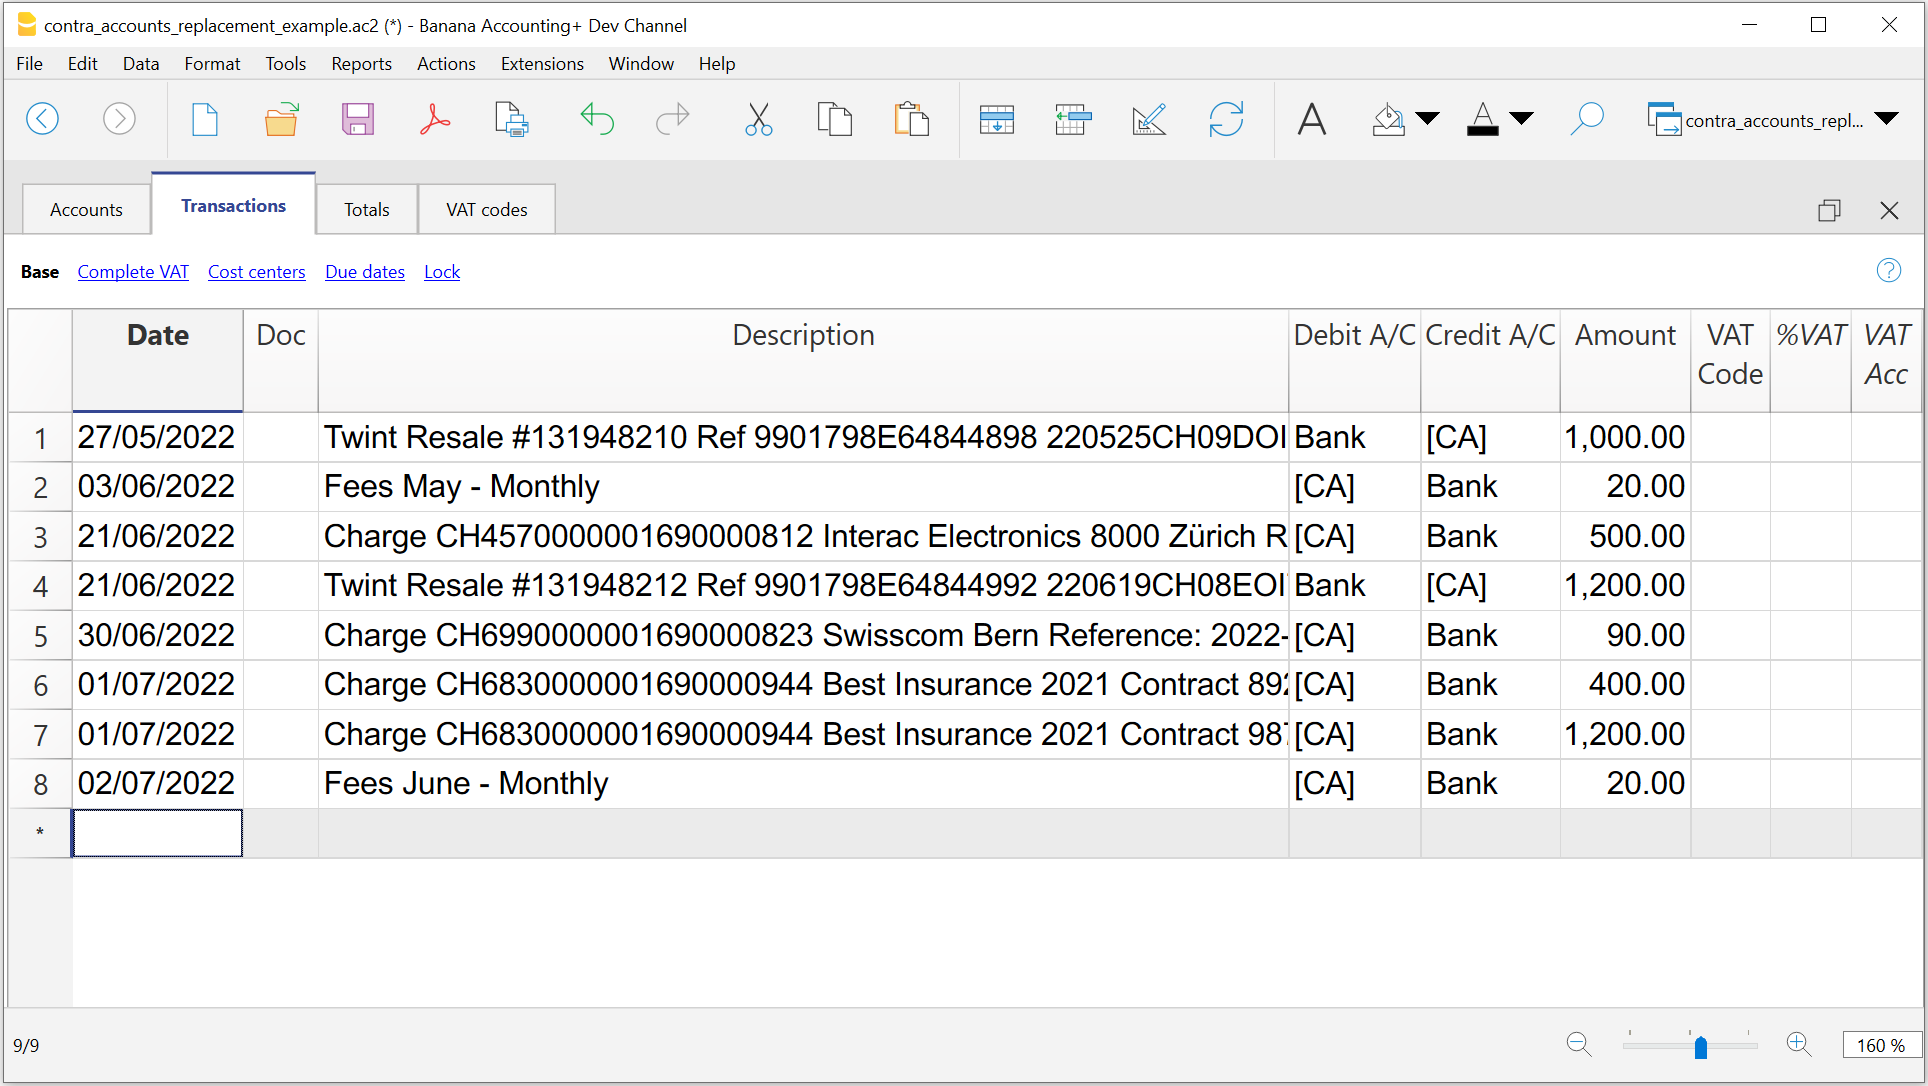 contra_accounts_replacement_example.ac2 (*) - Banana Accounting+ Dev Channel
File Edit Data Format Tools Reports Actions Extensions Window Help
A A contra_accounts_repl...
Accounts Transactions Totals VAT codes
Base Complete VAT Cost centers Due dates Lock ?
Date Doc Description Debit A/C Credit A/C Amount VAT Code %VAT VAT Acc
1 27/05/2022 Twint Resale #131948210 Ref 9901798E64844898 220525CH09DOI Bank [CA] 1,000.00
2 03/06/2022 Fees May - Monthly [CA] Bank 20.00
3 21/06/2022 Charge CH4570000001690000812 Interac Electronics 8000 Zürich R [CA] Bank 500.00
4 21/06/2022 Twint Resale #131948212 Ref 9901798E64844992 220619CH08EOI Bank [CA] 1,200.00
5 30/06/2022 Charge CH6990000001690000823 Swisscom Bern Reference: 2022- [CA] Bank 90.00
6 01/07/2022 Charge CH6830000001690000944 Best Insurance 2021 Contract 892 [CA] Bank 400.00
7 01/07/2022 Charge CH6830000001690000944 Best Insurance 2021 Contract 987 [CA] Bank 1,200.00
8 02/07/2022 Fees June - Monthly [CA] Bank 20.00
*
9/9 160 %